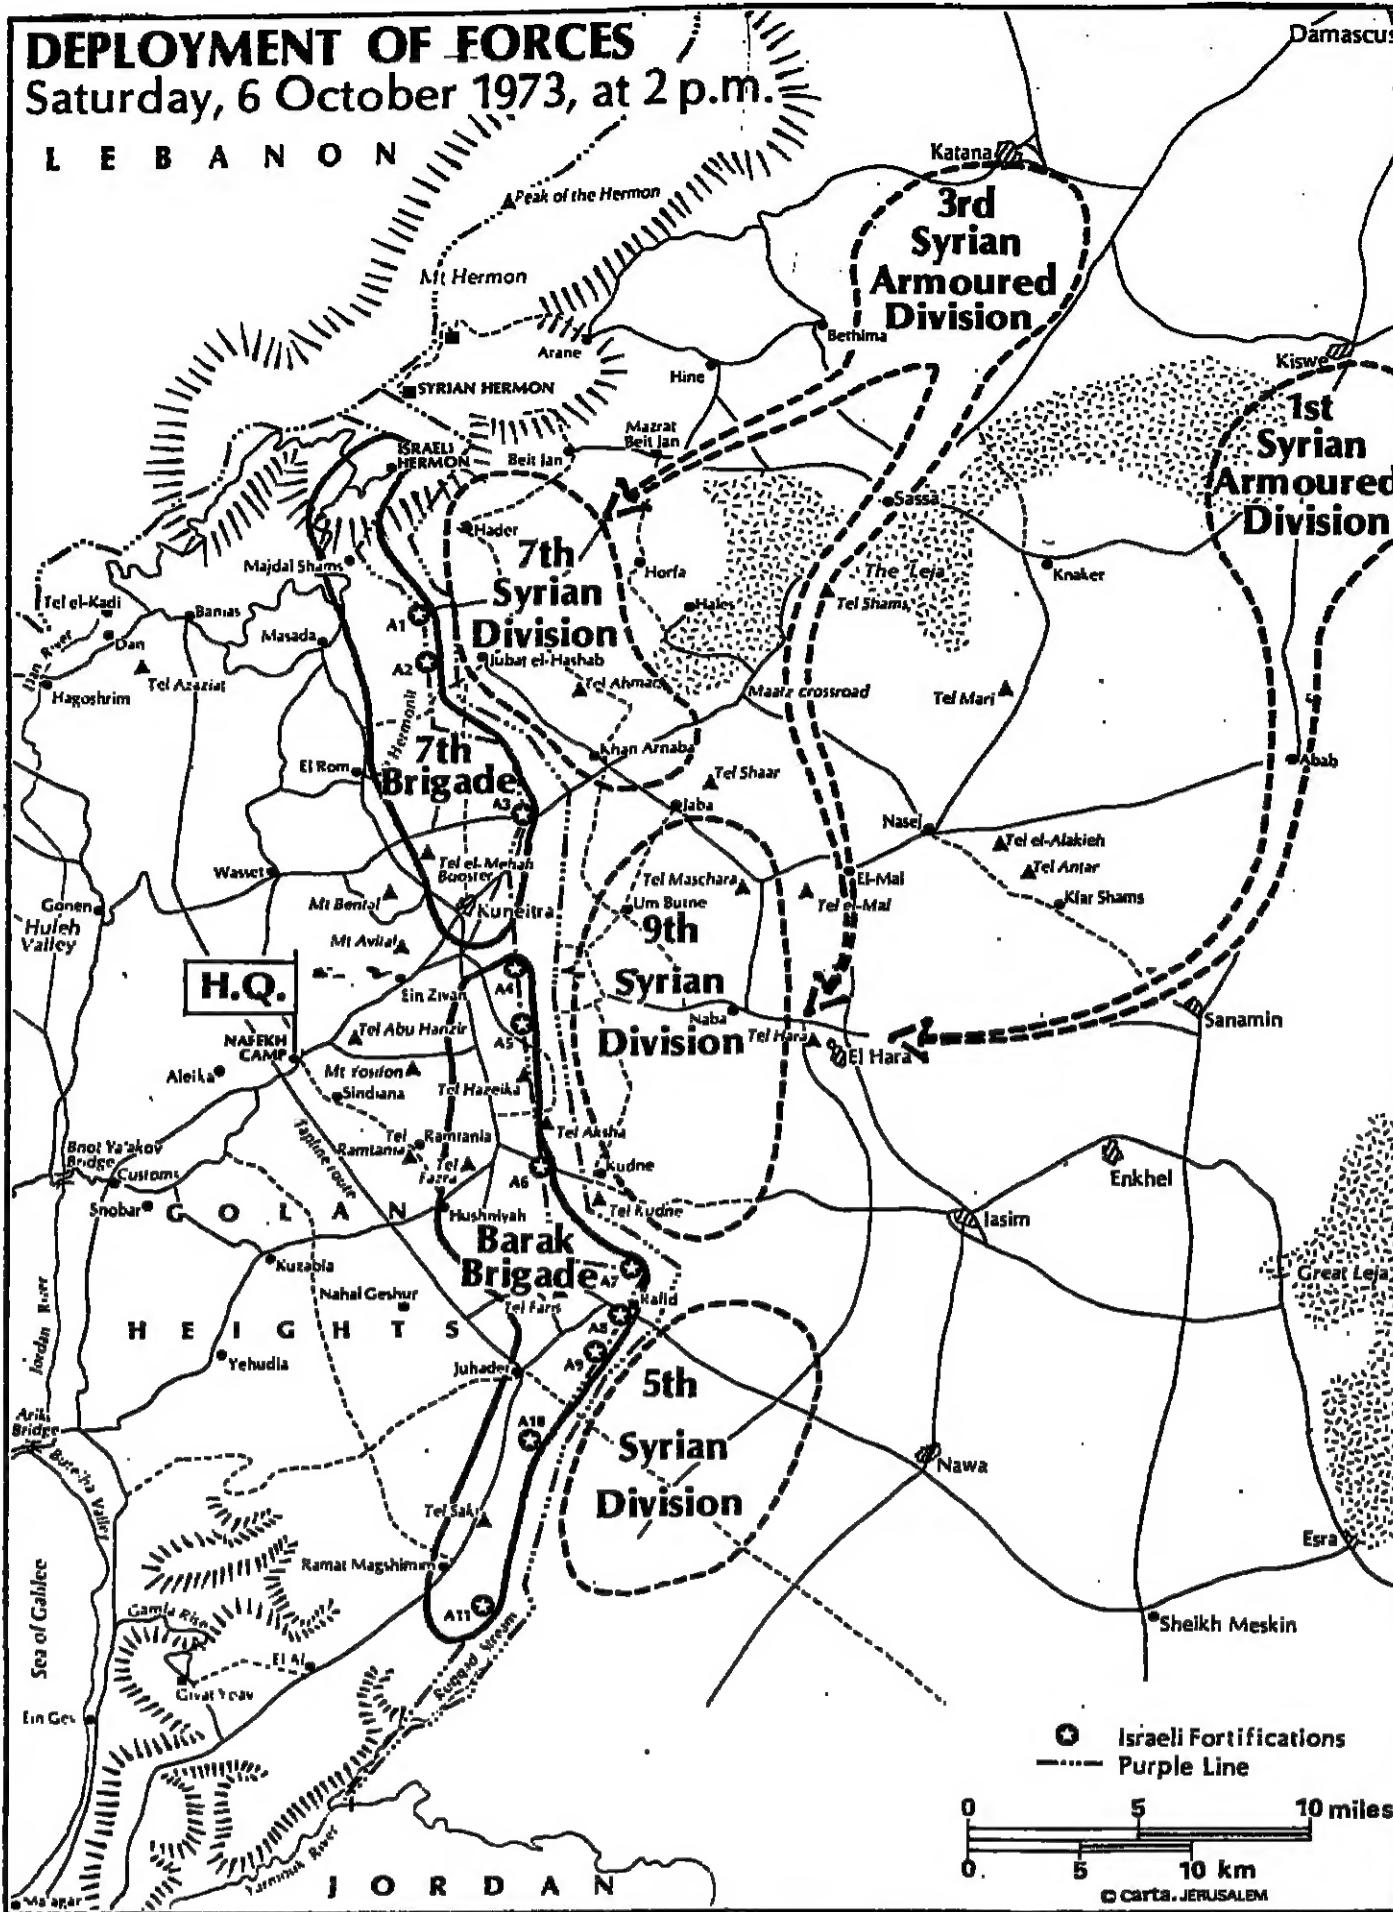 DEPLOYMENT OF FORCES
Saturday, 6 October 1973, at 2 p.m.
Damascus
LEBANON
Katana
Peak of the Hermon
3rd
Syrian
Armoured
Division
Mt Hermon
Bethima
Arane
Hine
Kiswe
SYRIAN HERMON
1st
Syrian
Armoured
Division
Mazrat
Beit Jan
ISRAELI
HERMON
Beit Jan
Sassa
Hader
7th
Syrian
Division
Majdal Shams
Horfa
The Leja
Knaker
Tel el-Kadi
Banias
A1
Hales
Tel Shams
Dan River
Dan
Masada
Jubat el-Hashab
A2
Tel Azaziat
Hagoshrim
Tel Ahmar
Maatz crossroad
Tel Mari
Hermonit
7th
Brigade
Khan Arnaba
El Rom
Tel Shaar
Abab
A3
Jaba
Nasej
Tel el-Alakieh
Wasset
Tel el-Mehah
Booster
Tel Antar
Tel Maschara
El-Mal
Gonen
Mt Bental
Kuneitra
Um Butne
Tel el-Mal
Kfar Shams
Huleh
Valley
9th
Syrian
Division
Mt Avital
H.Q.
Ein Zivan
A4
Naba
Sanamin
Tel Abu Hanzir
A5
Tel Hara
El Hara
NAFEKH
CAMP
Aleika
Mt Yosifon
Sindiana
Tel Hazeika
Tel Aksha
Tapline route
Tel
Ramtania
Ramtania
Bnot Ya'akov
Bridge
Customs
Tel
Fazra
A6
Kudne
Enkhel
Snobar
GOLAN
Hushniyah
Tel Kudne
Jasim
Barak
Brigade
A7
Kuzabia
Great Leja
Nahal Geshur
Tel Faris
Rafid
Jordan River
HEIGHTS
A8
Yehudia
Juhader
A9
5th
Syrian
Division
Arik
Bridge
A10
Buteiha Valley
Nawa
Tel Saki
Esra
Ramat Magshimim
Sea of Galilee
Gamla Rise
A11
Sheikh Meskin
El Al
Ruqqad Stream
Givat Yoav
Ein Gev
Israeli Fortifications
Purple Line
0 5 10 miles
0 5 10 km
Yarmouk River
JORDAN
Ma'agan
© carta. JERUSALEM